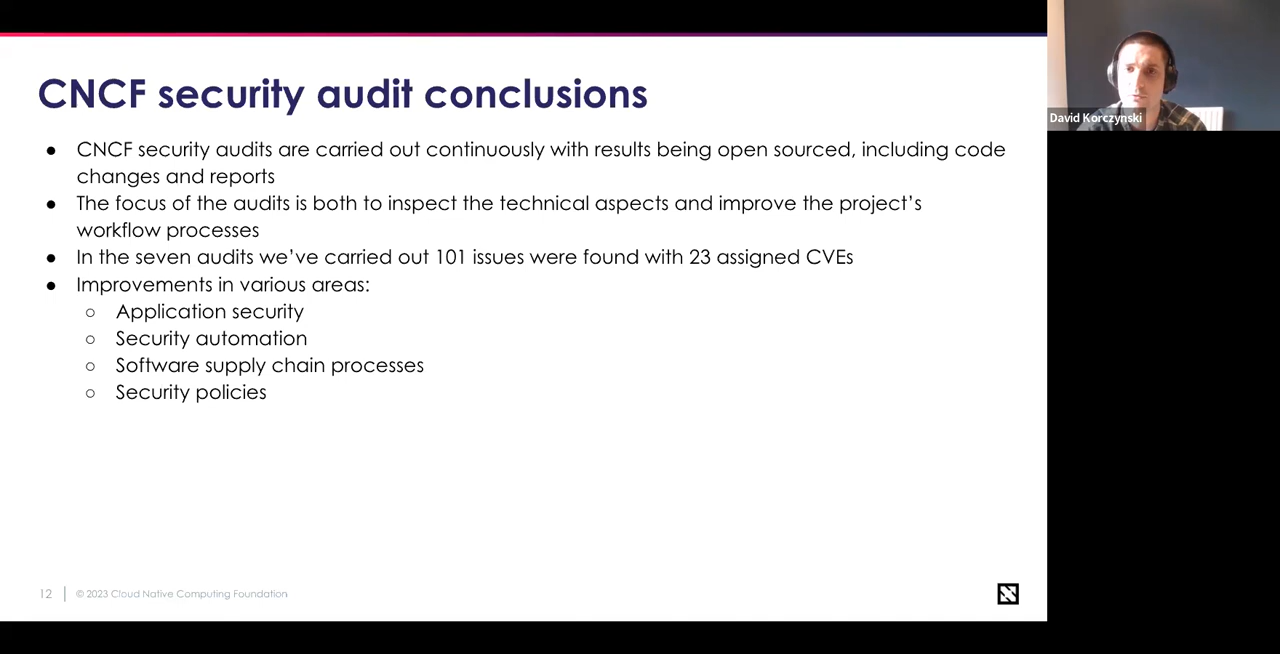 CNCF security audit conclusions
● CNCF security audits are carried out continuously with results being open sourced, including code
changes and reports
● The focus of the audits is both to inspect the technical aspects and improve the project’s
workflow processes
● In the seven audits we’ve carried out 101 issues were found with 23 assigned CVEs
● Improvements in various areas:
○ Application security
○ Security automation
○ Software supply chain processes
○ Security policies
12 | © 2023 Cloud Native Computing Foundation
David Korczynski